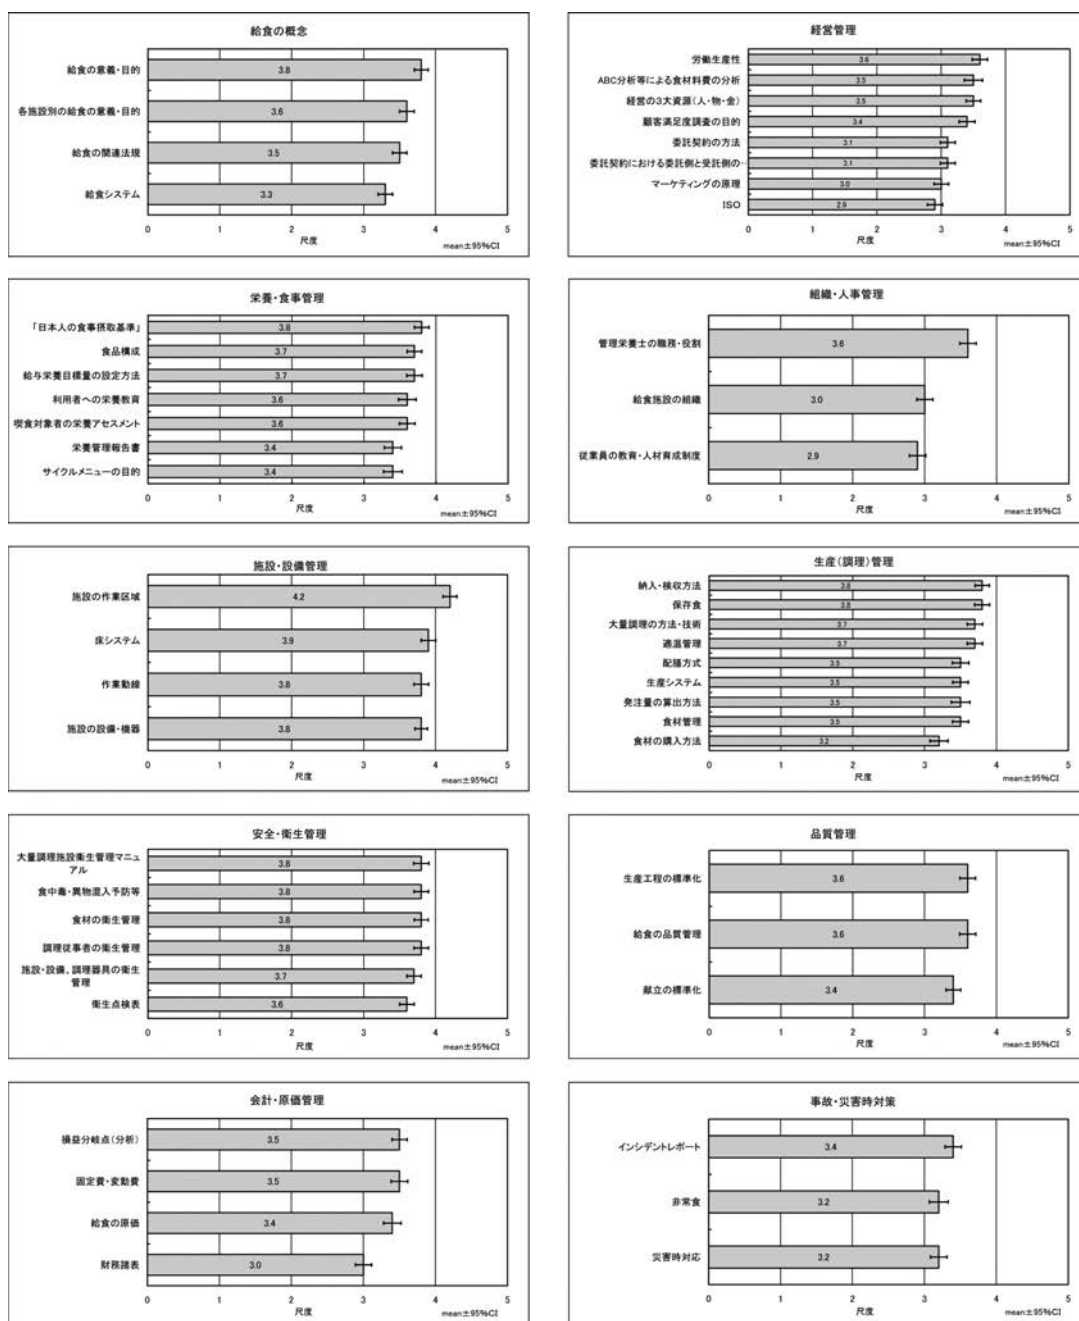 給食の概念
給食の意義・目的
3.8
各施設別の給食の意義・目的
3.6
給食の関連法規
3.5
給食システム
3.3
0 1 2 3 4 5
尺度
mean±95%CI
経営管理
労働生産性
3.6
ABC分析等による食材料費の分析
3.5
経営の3大資源(人・物・金)
3.5
顧客満足度調査の目的
3.4
委託契約の方法
3.1
委託契約における委託側と受託側の…
3.1
マーケティングの原理
3.0
ISO
2.9
0 1 2 3 4 5
尺度
mean±95%CI
栄養・食事管理
「日本人の食事摂取基準」
3.8
食品構成
3.7
給与栄養目標量の設定方法
3.7
利用者への栄養教育
3.6
喫食対象者の栄養アセスメント
3.6
栄養管理報告書
3.4
サイクルメニューの目的
3.4
0 1 2 3 4 5
尺度
mean±95%CI
組織・人事管理
管理栄養士の職務・役割
3.6
給食施設の組織
3.0
従業員の教育・人材育成制度
2.9
0 1 2 3 4 5
尺度
mean±95%CI
施設・設備管理
施設の作業区域
4.2
床システム
3.9
作業動線
3.8
施設の設備・機器
3.8
0 1 2 3 4 5
尺度
mean±95%CI
生産(調理)管理
納入・検収方法
3.8
保存食
3.8
大量調理の方法・技術
3.7
適温管理
3.7
配膳方式
3.5
生産システム
3.5
発注量の算出方法
3.5
食材管理
3.5
食材の購入方法
3.2
0 1 2 3 4 5
尺度
mean±95%CI
安全・衛生管理
大量調理施設衛生管理マニュ
アル
3.8
食中毒・異物混入予防等
3.8
食材の衛生管理
3.8
調理従事者の衛生管理
3.8
施設・設備、調理器具の衛生
管理
3.7
衛生点検表
3.6
0 1 2 3 4 5
尺度
mean±95%CI
品質管理
生産工程の標準化
3.6
給食の品質管理
3.6
献立の標準化
3.4
0 1 2 3 4 5
尺度
mean±95%CI
会計・原価管理
損益分岐点(分析)
3.5
固定費・変動費
3.5
給食の原価
3.4
財務諸表
3.0
0 1 2 3 4 5
尺度
mean±95%CI
事故・災害時対策
インシデントレポート
3.4
非常食
3.2
災害時対応
3.2
0 1 2 3 4 5
尺度
mean±95%CI